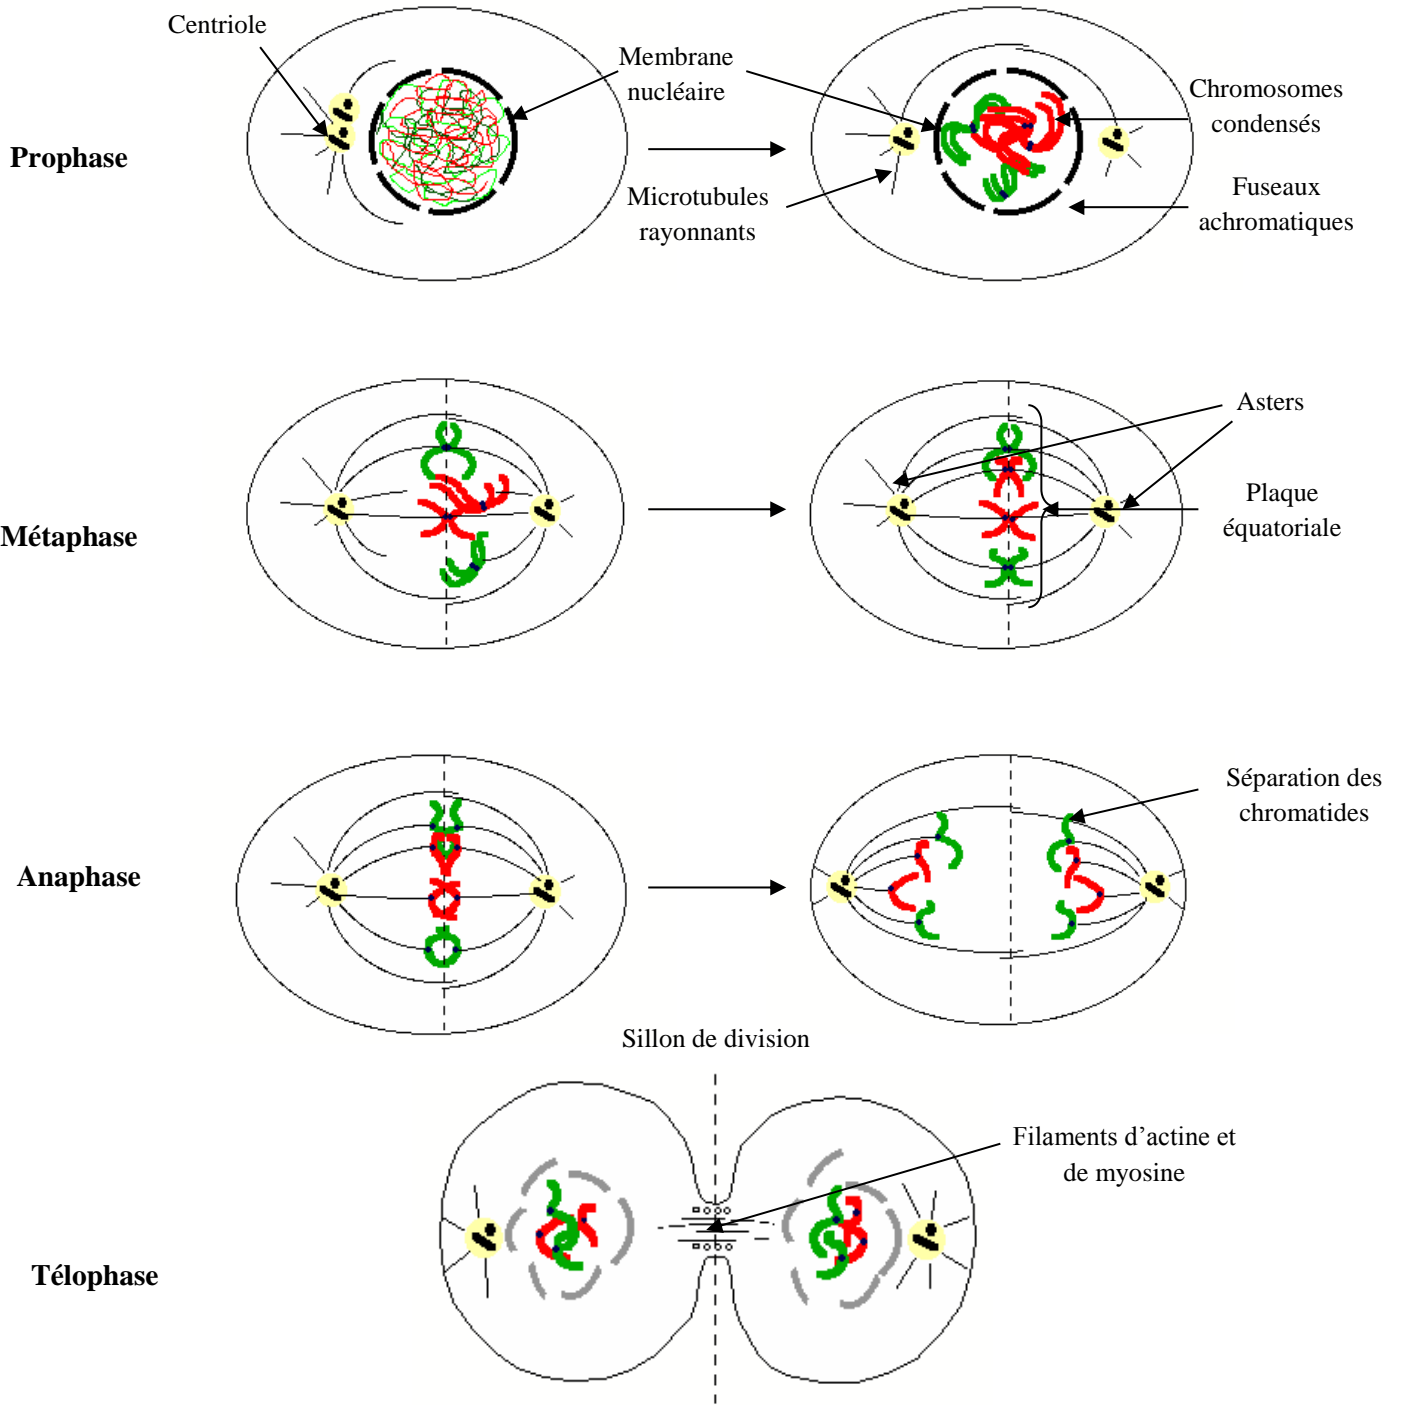 Centriole
Membrane
nucléaire
Chromosomes
condensés
Prophase
Microtubules
rayonnants
Fuseaux
achromatiques
Asters
Métaphase
Plaque
équatoriale
Séparation des
chromatides
Anaphase
Sillon de division
Filaments d’actine et
de myosine
Télophase